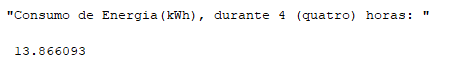 "Consumo de Energia(kWh), durante 4 (quatro) horas: "
13.866093